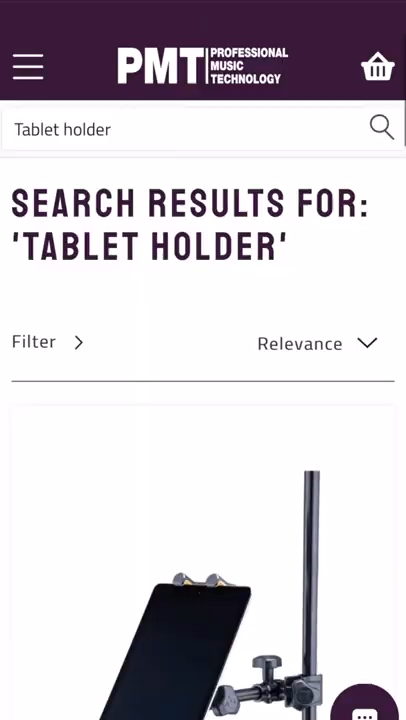 PMT PROFESSIONAL
MUSIC
TECHNOLOGY
Tablet holder
SEARCH RESULTS FOR:
'TABLET HOLDER'
Filter
Relevance